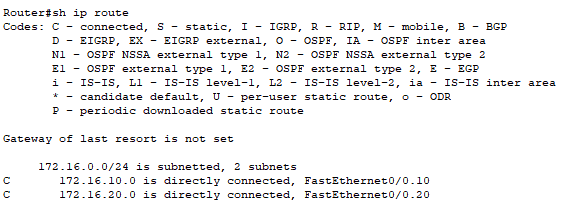 Router#sh ip route
Codes: C - connected, S - static, I - IGRP, R - RIP, M - mobile, B - BGP
       D - EIGRP, EX - EIGRP external, O - OSPF, IA - OSPF inter area
       N1 - OSPF NSSA external type 1, N2 - OSPF NSSA external type 2
       E1 - OSPF external type 1, E2 - OSPF external type 2, E - EGP
       i - IS-IS, L1 - IS-IS level-1, L2 - IS-IS level-2, ia - IS-IS inter area
       * - candidate default, U - per-user static route, o - ODR
       P - periodic downloaded static route
Gateway of last resort is not set
     172.16.0.0/24 is subnetted, 2 subnets
C       172.16.10.0 is directly connected, FastEthernet0/0.10
C       172.16.20.0 is directly connected, FastEthernet0/0.20